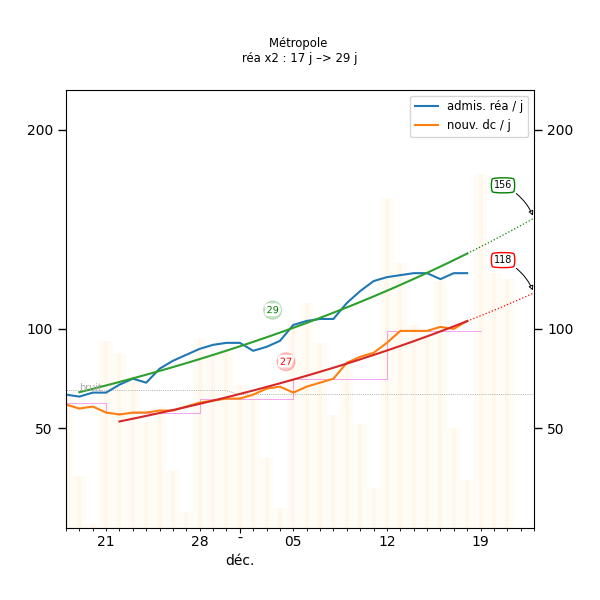 Métropole
réa x2 : 17 j –> 29 j
admis. réa / j
nouv. dc / j
200
200
156
118
100
100
29
27
bruit
50
50
21
28
-
05
12
19
déc.